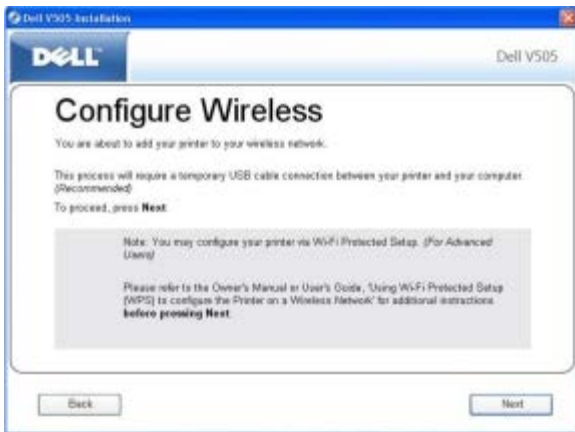 Dell V505 Installation
DELL
Dell V505
Configure Wireless
You are about to add your printer to your wireless network.
This process will require a temporary USB cable connection between your printer and your computer.
(Recommended)
To proceed, press Next.
Note: You may configure your printer via Wi-Fi Protected Setup. (For Advanced
Users)
Please refer to the Owner's Manual or User's Guide, 'Using Wi-Fi Protected Setup
(WPS) to configure the Printer on a Wireless Network' for additional instructions
before pressing Next.
Back
Next